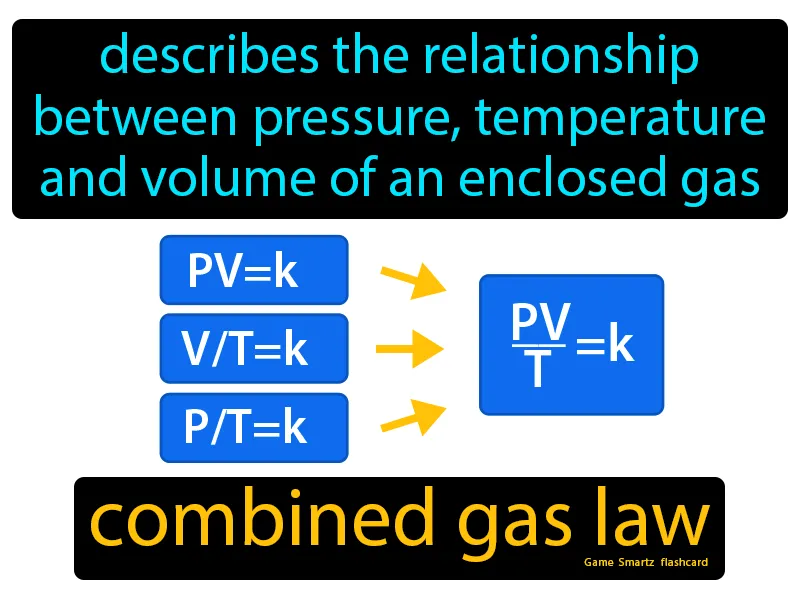 describes the relationship
between pressure, temperature
and volume of an enclosed gas
PV=k
V/T=k
P/T=k
PV
T
=k
combined gas law
Game Smartz flashcard